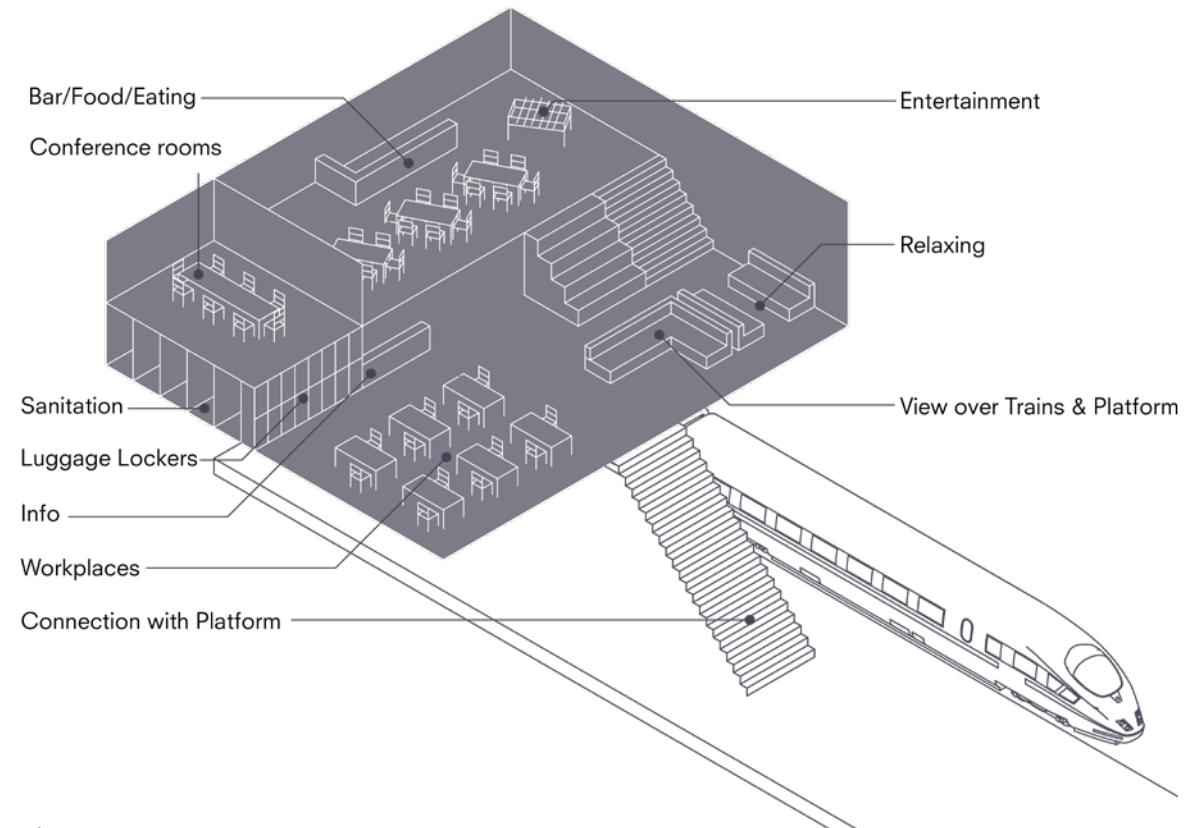 Bar/Food/Eating
Entertainment
Conference rooms
Relaxing
Sanitation
View over Trains & Platform
Luggage Lockers
Info
Workplaces
Connection with Platform